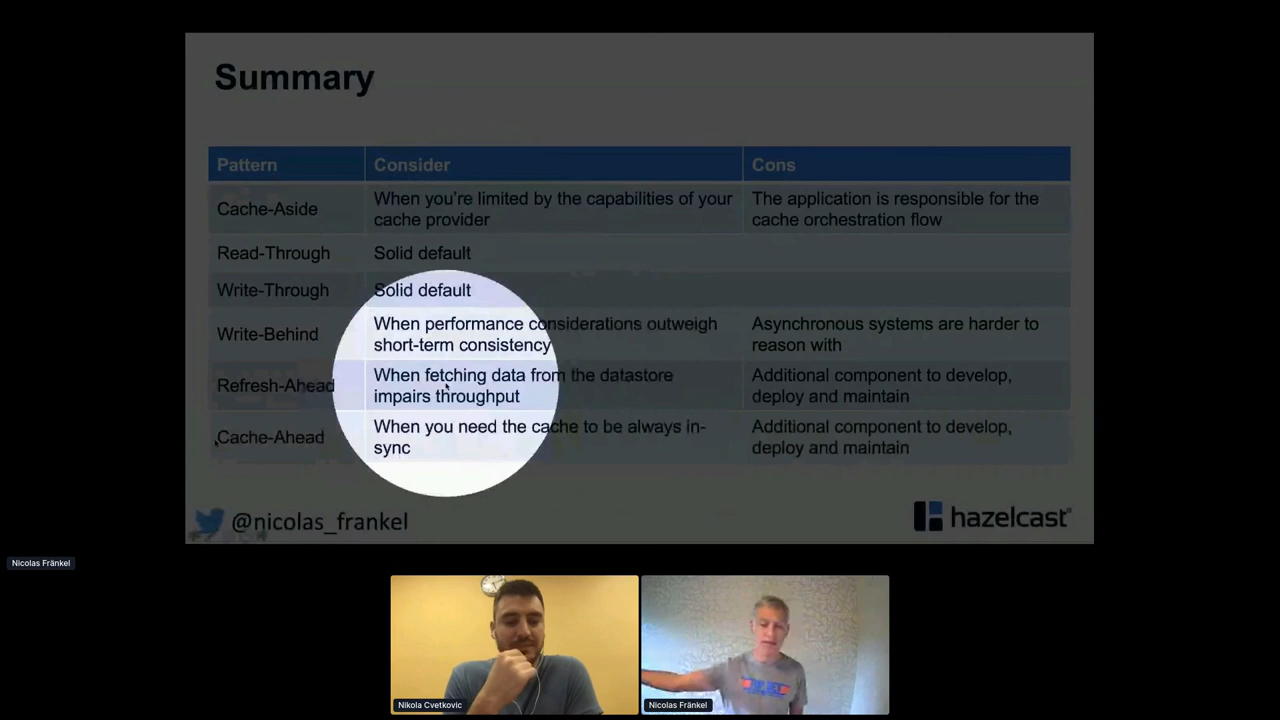 Summary
Pattern
Consider
Cons
Cache-Aside
When you're limited by the capabilities of your
cache provider
The application is responsible for the
cache orchestration flow
Read-Through
Solid default
Write-Through
Solid default
Write-Behind
When performance considerations outweigh
short-term consistency
Asynchronous systems are harder to
reason with
Refresh-Ahead
When fetching data from the datastore
impairs throughput
Additional component to develop,
deploy and maintain
Cache-Ahead
When you need the cache to be always in-
sync
Additional component to develop,
deploy and maintain
@nicolas_frankel
hazelcast
Nicolas Fränkel
Nikola Cvetkovic
Nicolas Fränkel